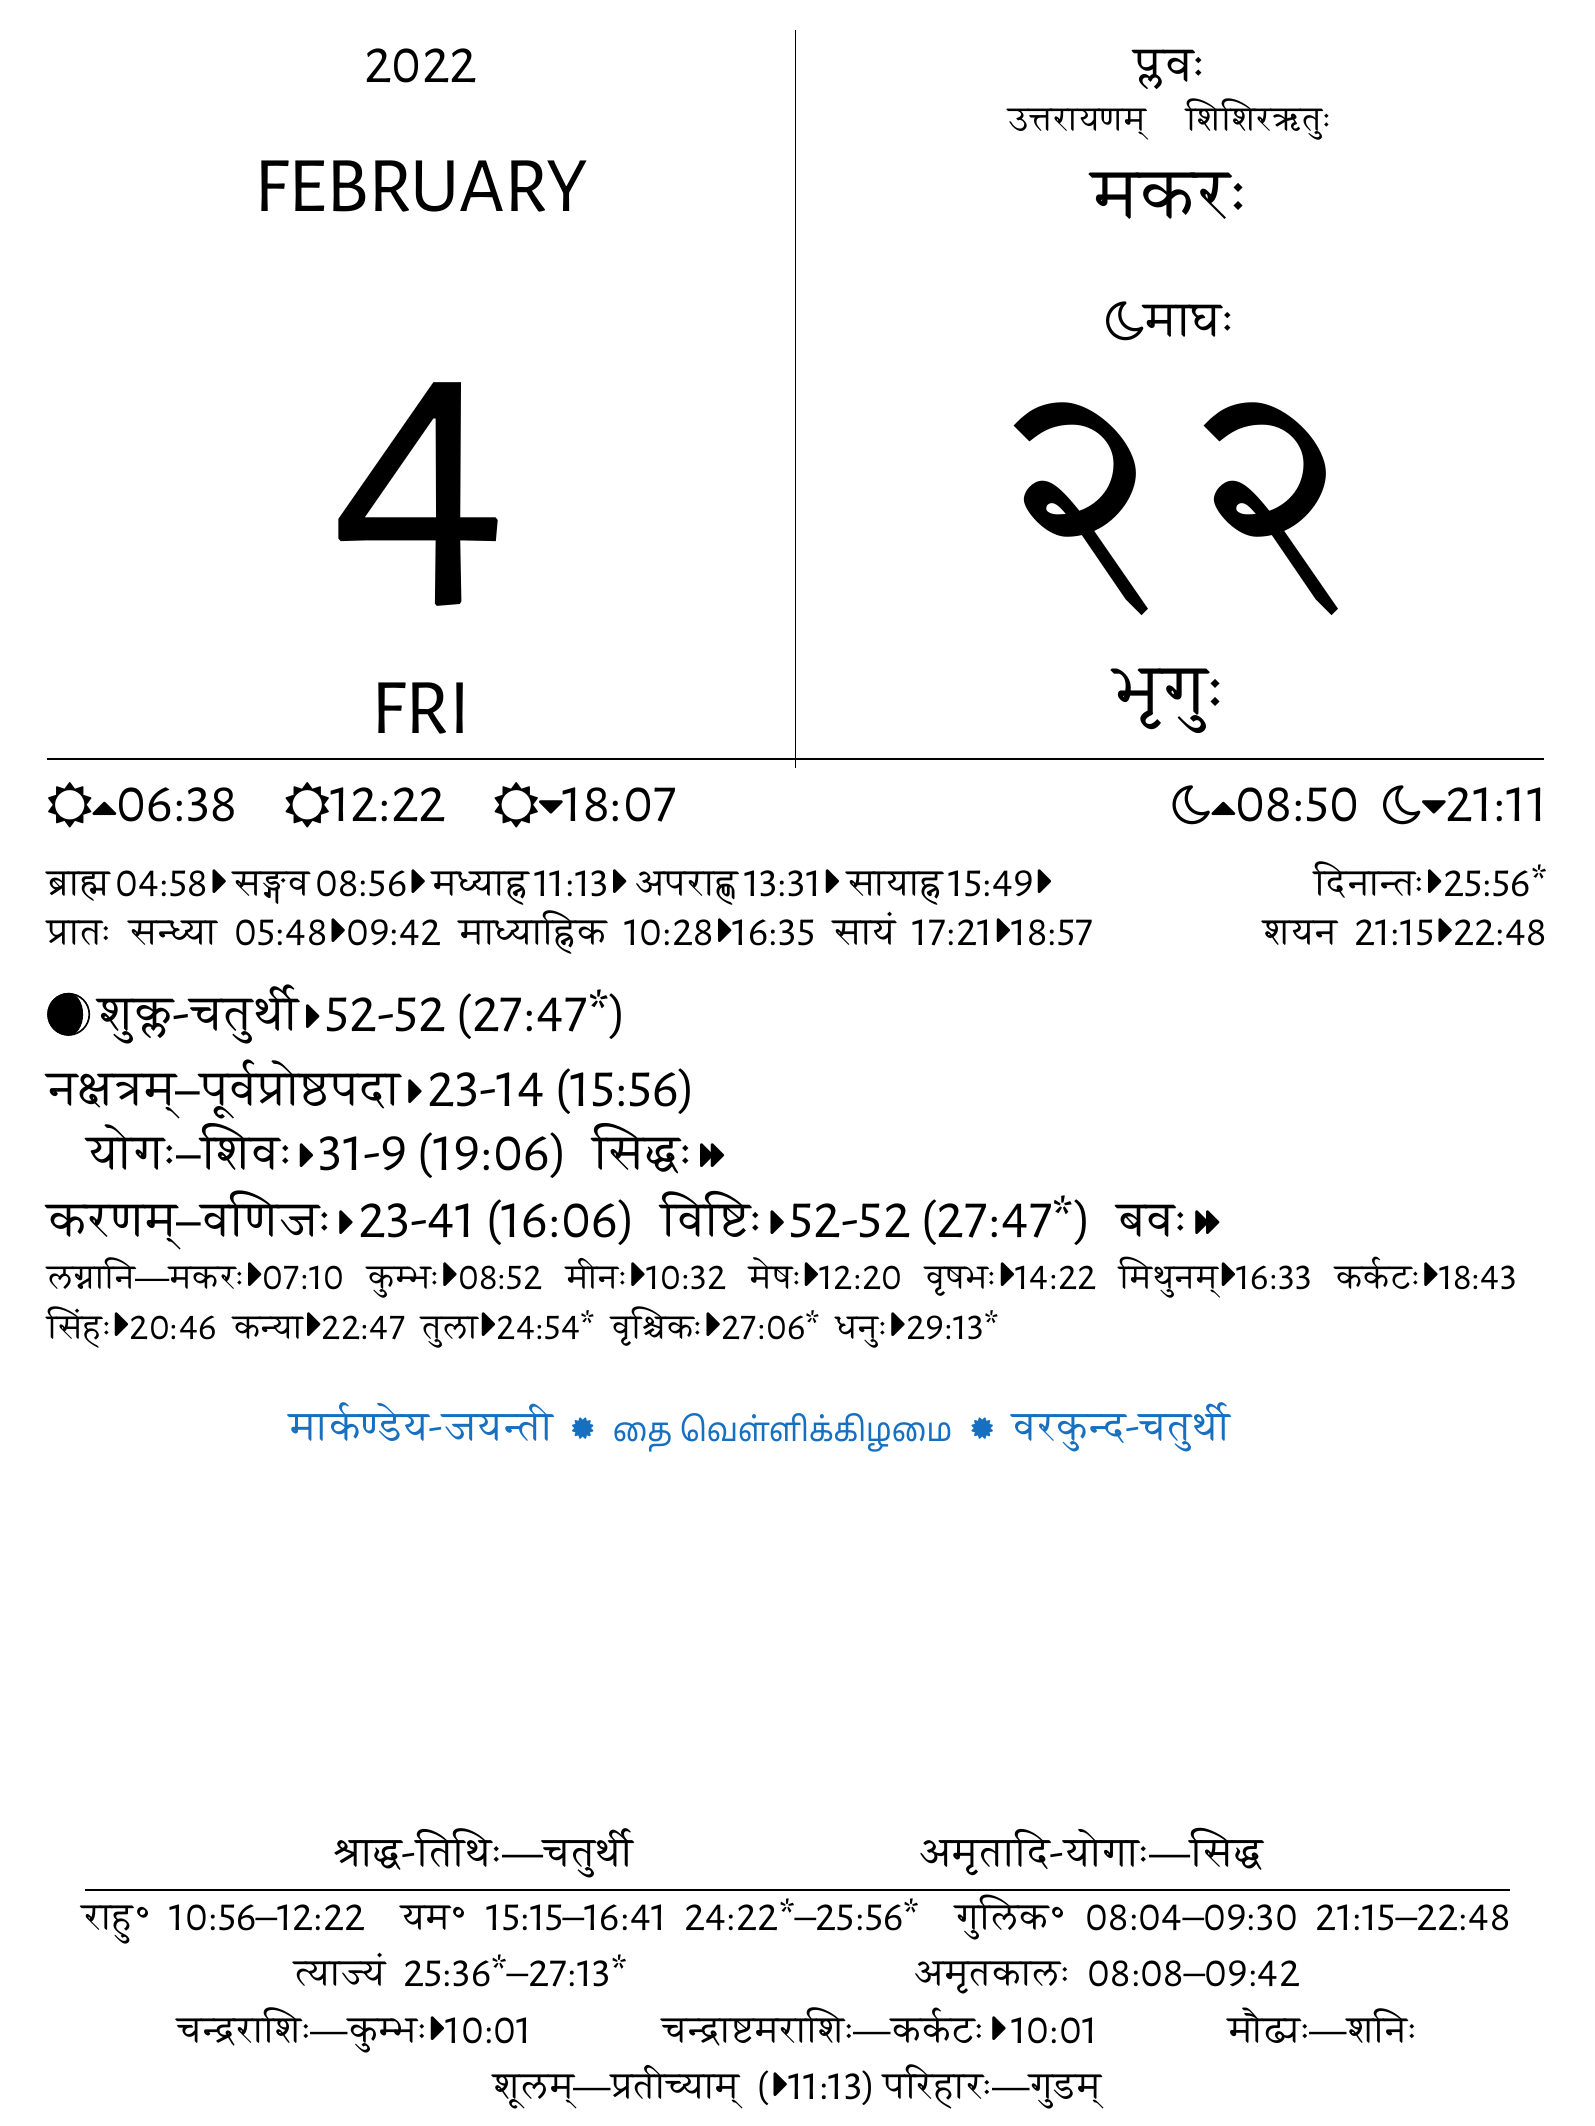 2022
FEBRUARY
4
FRI
प्लवः
उत्तरायणम् शिशिरऋतुः
मकरः
माघः
२२
भृगुः
06:38 12:22 18:07 08:50 21:11
ब्राह्म 04:58 सङ्गव 08:56 मध्याह्न 11:13 अपराह्ण 13:31 सायाह्न 15:49 दिनान्तः 25:56*
प्रातः सन्ध्या 05:48 09:42 माध्याह्निक 10:28 16:35 सायं 17:21 18:57 शयन 21:15 22:48
शुक्ल-चतुर्थी 52-52 (27:47*)
नक्षत्रम्–पूर्वप्रोष्ठपदा 23-14 (15:56)
योगः–शिवः 31-9 (19:06) सिद्धः
करणम्–वणिजः 23-41 (16:06) विष्टिः 52-52 (27:47*) बवः
लग्नानि—मकरः 07:10 कुम्भः 08:52 मीनः 10:32 मेषः 12:20 वृषभः 14:22 मिथुनम् 16:33 कर्कटः 18:43
सिंहः 20:46 कन्या 22:47 तुला 24:54* वृश्चिकः 27:06* धनुः 29:13*
मार्कण्डेय-जयन्ती தை வெள்ளிக்கிழமை वरकुन्द-चतुर्थी
श्राद्ध-तिथिः—चतुर्थी अमृतादि-योगाः—सिद्ध
राहु॰ 10:56–12:22 यम॰ 15:15–16:41 24:22*–25:56* गुलिक॰ 08:04–09:30 21:15–22:48
त्याज्यं 25:36*–27:13* अमृतकालः 08:08–09:42
चन्द्रराशिः—कुम्भः 10:01 चन्द्राष्टमराशिः—कर्कटः 10:01 मौढ्यः—शनिः
शूलम्—प्रतीच्याम् (11:13) परिहारः—गुडम्